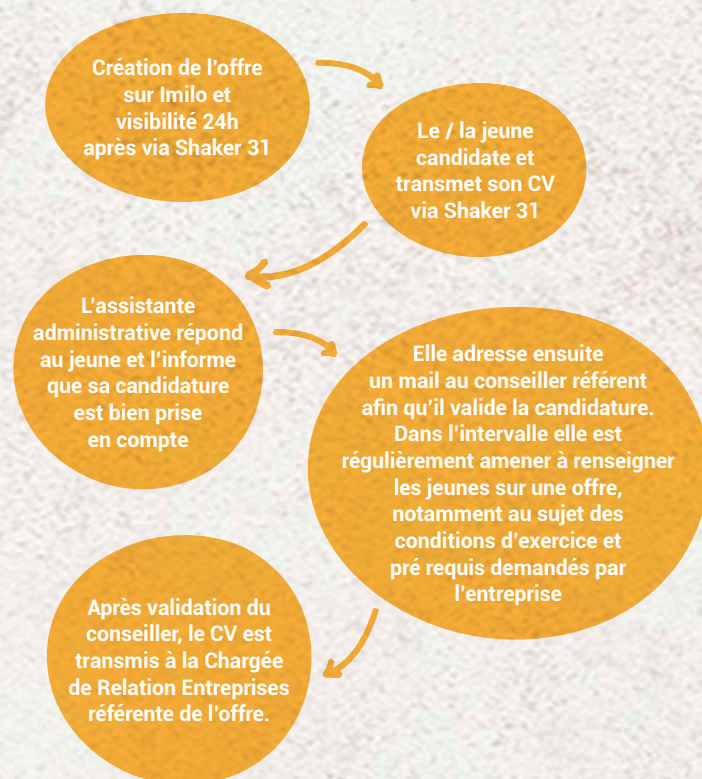 Création de l'offre
sur Imilo et
visibilité 24h
après via Shaker 31
Le / la jeune
candidate et
transmet son CV
via Shaker 31
L'assistante
administrative répond
au jeune et l'informe
que sa candidature
est bien prise
en compte
Elle adresse ensuite
un mail au conseiller référent
afin qu'il valide la candidature.
Dans l'intervalle elle est
régulièrement amener à renseigner
les jeunes sur une offre,
notamment au sujet des
conditions d'exercice et
pré requis demandés par
l'entreprise
Après validation du
conseiller, le CV est
transmis à la Chargée
de Relation Entreprises
référente de l'offre.